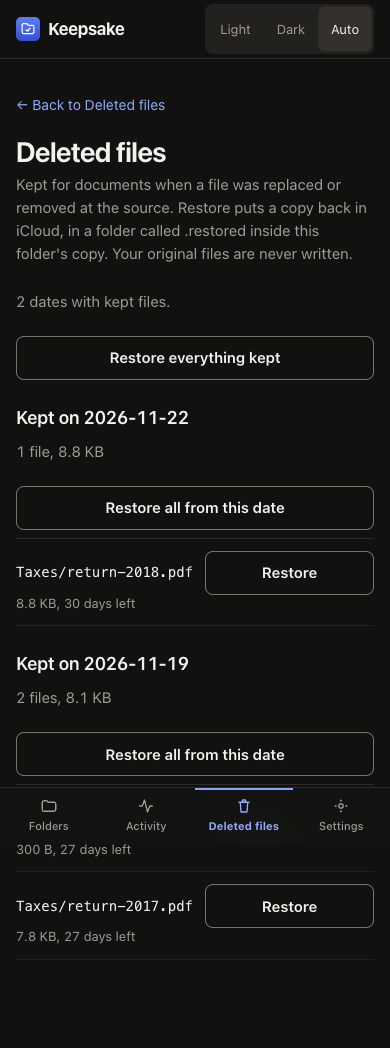 Keepsake
Light
Dark
Auto
← Back to Deleted files
Deleted files
Kept for documents when a file was replaced or
removed at the source. Restore puts a copy back in
iCloud, in a folder called .restored inside this
folder's copy. Your original files are never written.
2 dates with kept files.
Restore everything kept
Kept on 2026-11-22
1 file, 8.8 KB
Restore all from this date
Taxes/return-2018.pdf
Restore
8.8 KB, 30 days left
Kept on 2026-11-19
2 files, 8.1 KB
Restore all from this date
Folders
Activity
Deleted files
Settings
300 B, 27 days left
Taxes/return-2017.pdf
Restore
7.8 KB, 27 days left